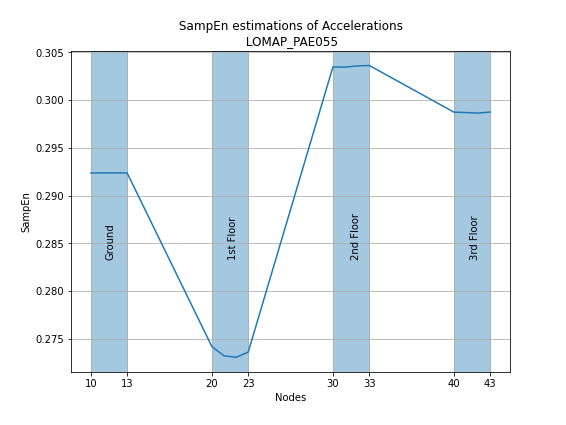 SampEn estimations of Accelerations
LOMAP_PAE055
0.305
0.300
0.295
0.290
0.285
0.280
0.275
SampEn
Ground
1st Floor
2nd Floor
3rd Floor
10 13 20 23 30 33 40 43
Nodes